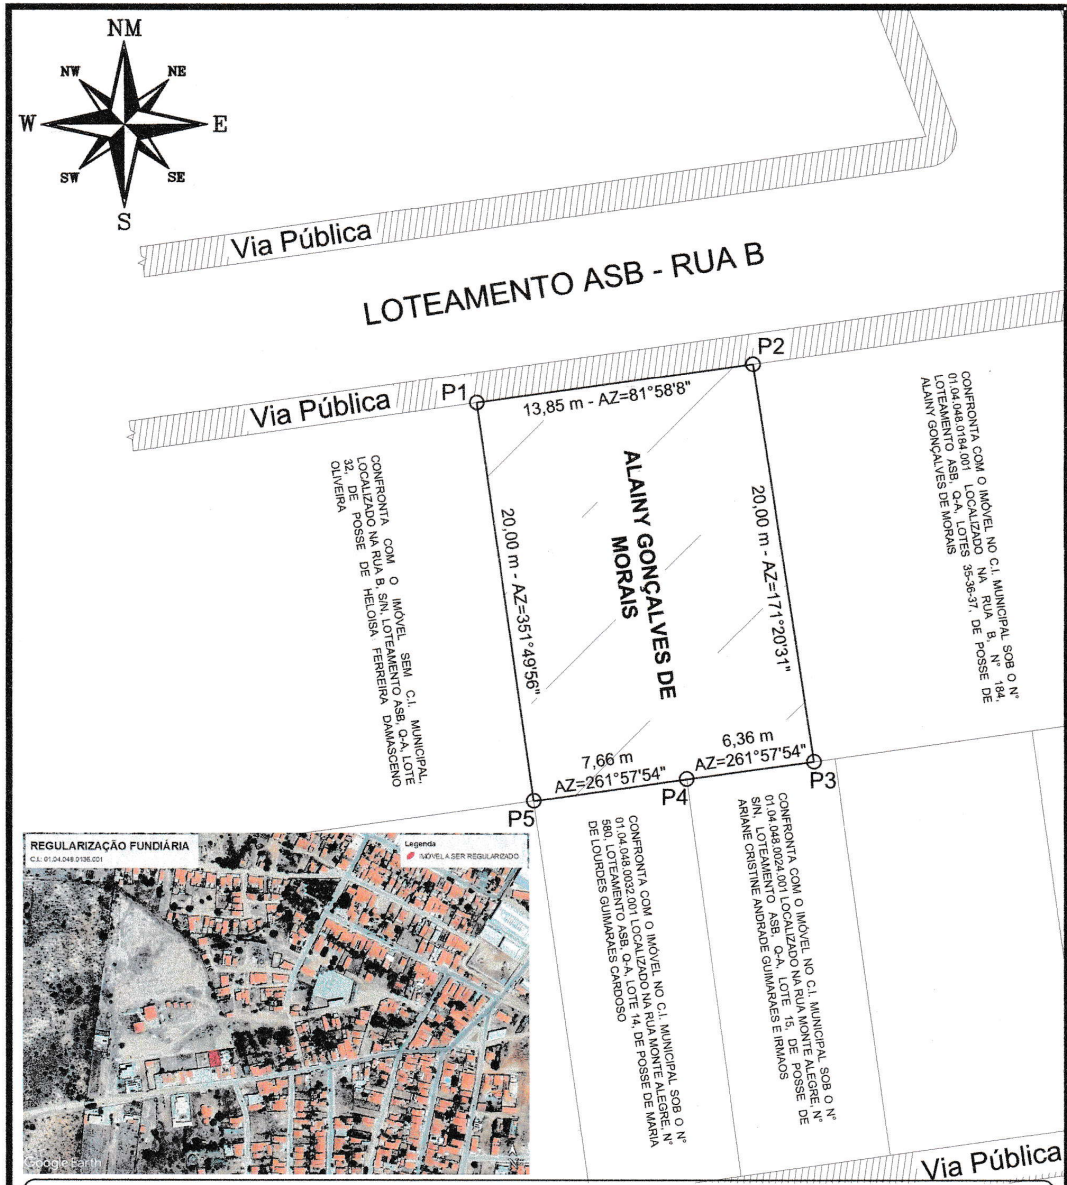 NM
NW
NE
W
E
SW
SE
S
Via Pública
LOTEAMENTO ASB - RUA B
Via Pública
P1
P2
13,85 m - AZ=81°58'8"
CONFRONTA COM O IMÓVEL NO C.I. MUNICIPAL SOB O Nº
01.04.048.0184.001 LOCALIZADO NA RUA B, Nº 184,
LOTEAMENTO ASB, Q-A, LOTES 35-36-37, DE POSSE DE
ALAINY GONÇALVES DE MORAIS
CONFRONTA COM O IMÓVEL SEM C.I. MUNICIPAL,
LOCALIZADO NA RUA B, S/N, LOTEAMENTO ASB, Q-A, LOTE
32, DE POSSE DE HELOISA FERREIRA DAMASCENO
OLIVEIRA
20,00 m - AZ=351°49'56"
ALAINY GONÇALVES DE
MORAIS
20,00 m - AZ=171°20'31"
7,66 m
AZ=261°57'54"
6,36 m
AZ=261°57'54"
P3
P4
P5
CONFRONTA COM O IMÓVEL NO C.I. MUNICIPAL SOB O Nº
01.04.048.0032.001 LOCALIZADO NA RUA MONTE ALEGRE, Nº
580, LOTEAMENTO ASB, Q-A, LOTE 14, DE POSSE DE MARIA
DE LOURDES GUIMARAES CARDOSO
CONFRONTA COM O IMÓVEL NO C.I. MUNICIPAL SOB O Nº
01.04.048.0024.001 LOCALIZADO NA RUA MONTE ALEGRE, Nº
S/N, LOTEAMENTO ASB, Q-A, LOTE 15, DE POSSE DE
ARIANE CRISTINE ANDRADE GUIMARAES E IRMAOS
REGULARIZAÇÃO FUNDIÁRIA
C.I.: 01.04.048.0136.001
Legenda
IMÓVEL A SER REGULARIZADO
Google Earth
N
Via Pública